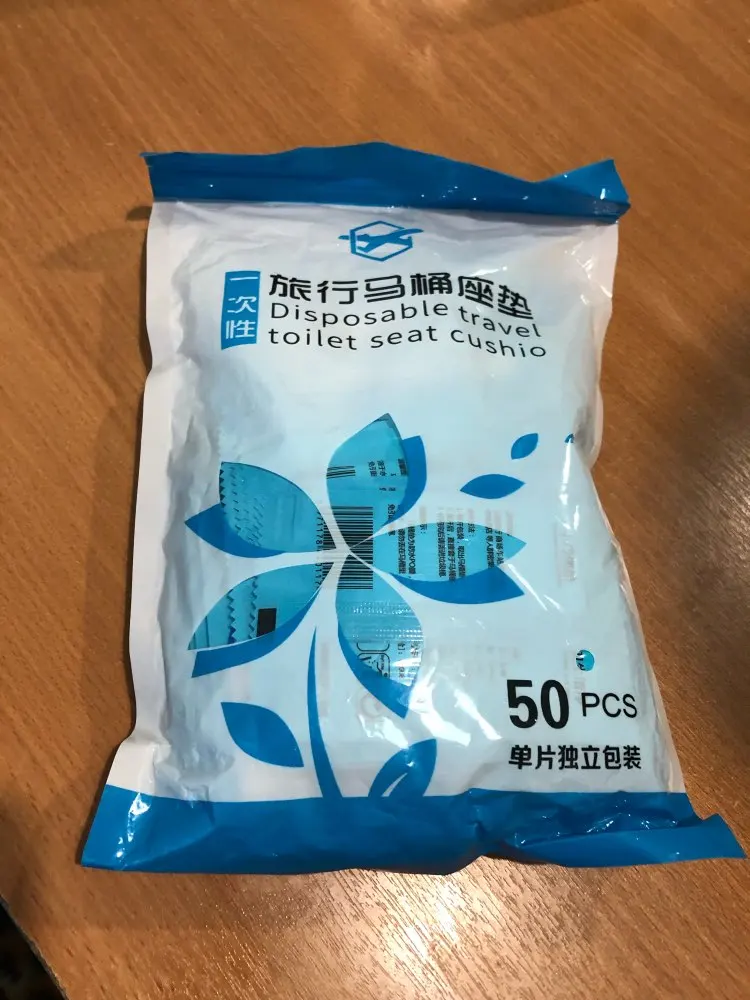 一次性
旅行马桶座垫
Disposable travel
toilet seat cushio
50 PCS
单片独立包装